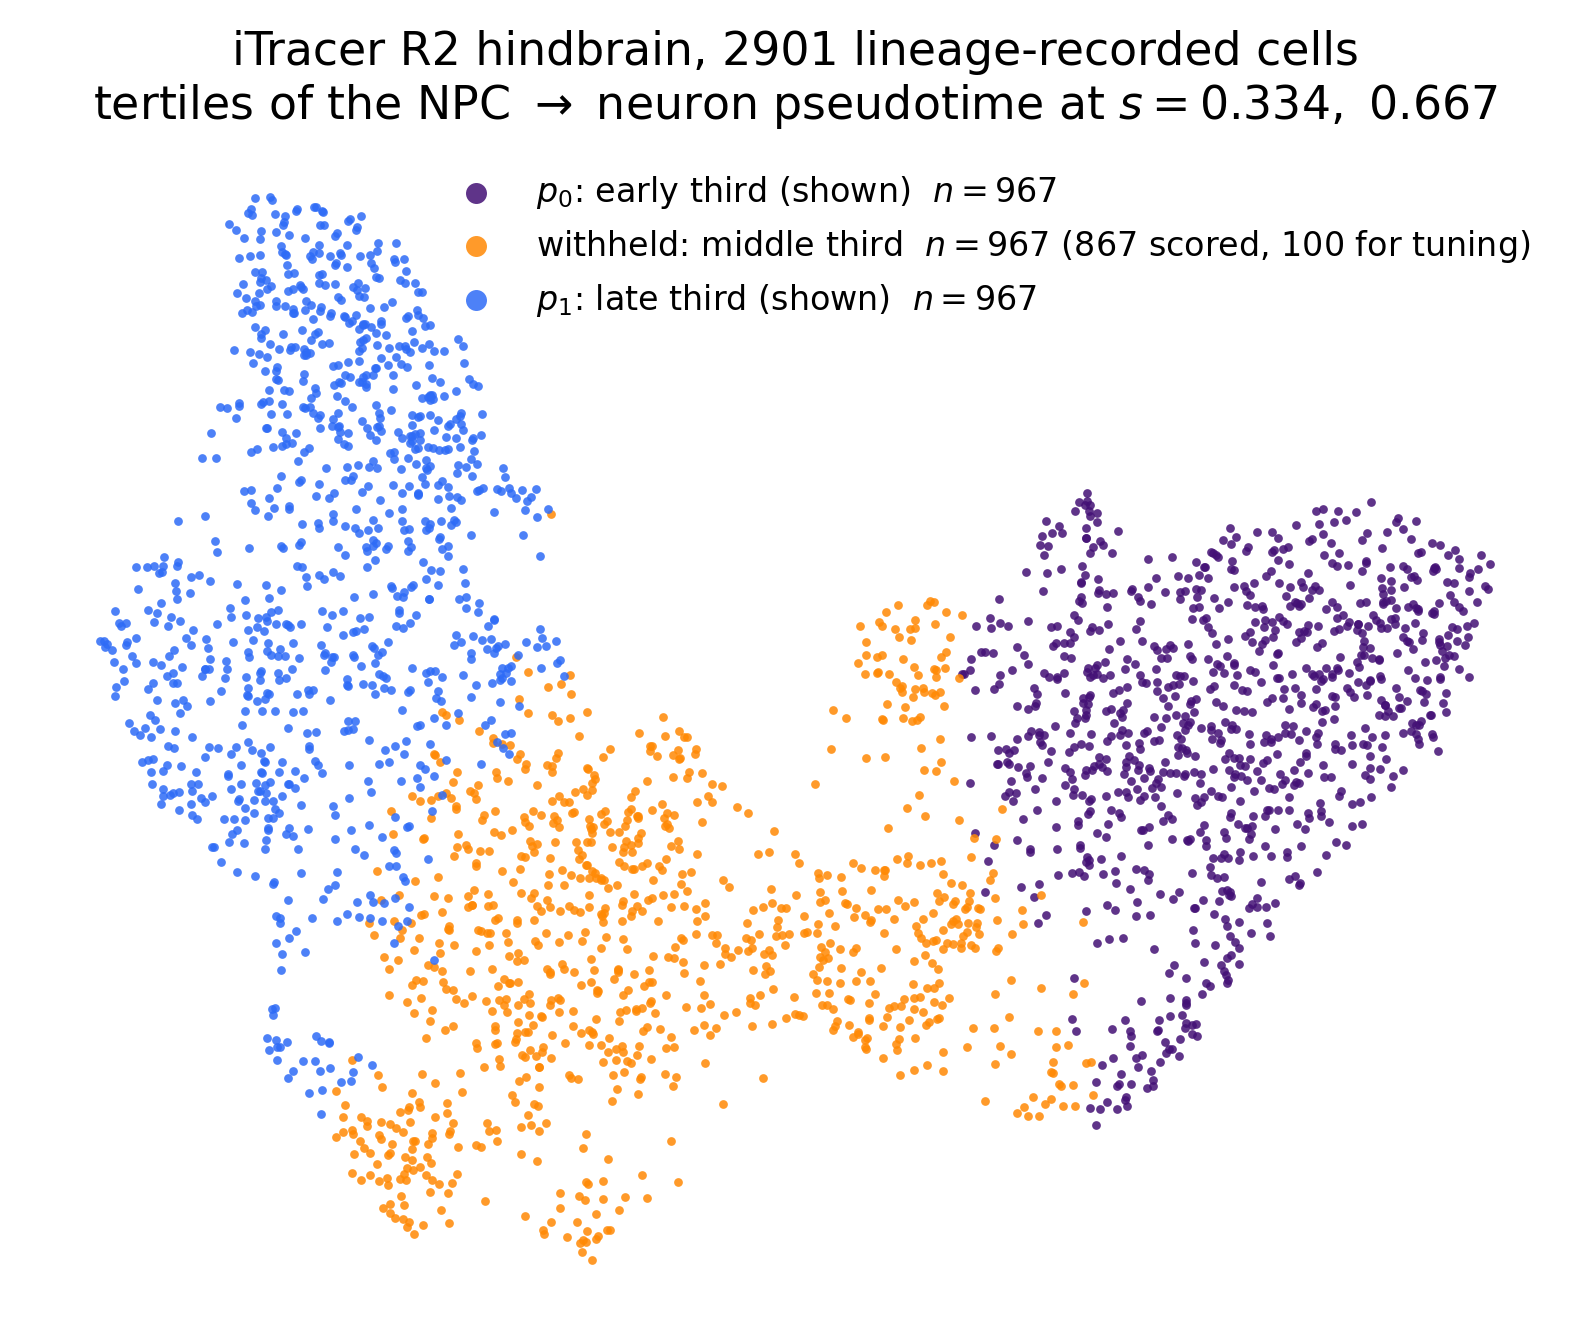 iTracer R2 hindbrain, 2901 lineage-recorded cells
tertiles of the NPC → neuron pseudotime at s = 0.334, 0.667
p₀: early third (shown) n = 967
withheld: middle third n = 967 (867 scored, 100 for tuning)
p₁: late third (shown) n = 967